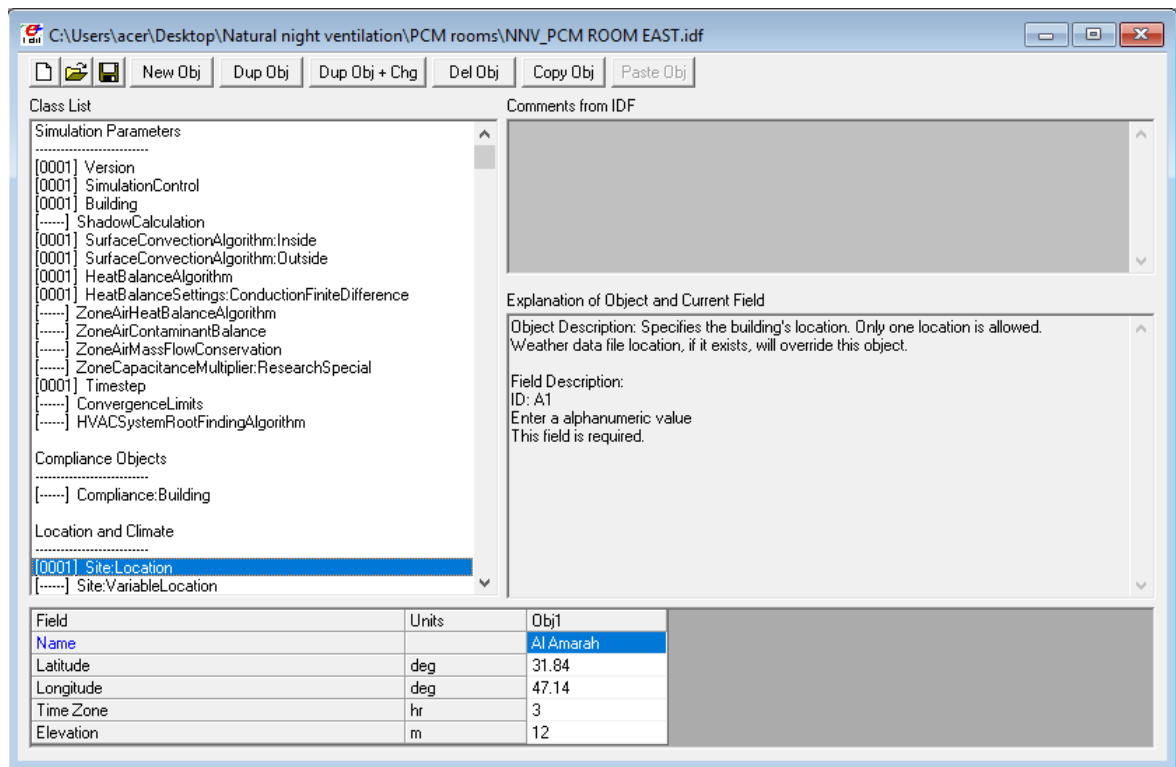 C:\Users\acer\Desktop\Natural night ventilation\PCM rooms\NNV_PCM ROOM EAST.idf
New Obj Dup Obj Dup Obj + Chg Del Obj Copy Obj Paste Obj
Class List
Simulation Parameters
---------------------------
[0001] Version
[0001] SimulationControl
[0001] Building
[------] ShadowCalculation
[0001] SurfaceConvectionAlgorithm:Inside
[0001] SurfaceConvectionAlgorithm:Outside
[0001] HeatBalanceAlgorithm
[0001] HeatBalanceSettings:ConductionFiniteDifference
[------] ZoneAirHeatBalanceAlgorithm
[------] ZoneAirContaminantBalance
[------] ZoneAirMassFlowConservation
[------] ZoneCapacitanceMultiplier:ResearchSpecial
[0001] Timestep
[------] ConvergenceLimits
[------] HVACSystemRootFindingAlgorithm
Compliance Objects
---------------------------
[------] Compliance:Building
Location and Climate
---------------------------
[0001] Site:Location
[------] Site:VariableLocation
Comments from IDF
Explanation of Object and Current Field
Object Description: Specifies the building's location. Only one location is allowed.
Weather data file location, if it exists, will override this object.
Field Description:
ID: A1
Enter a alphanumeric value
This field is required.
Field Units Obj1
Name Al Amarah
Latitude deg 31.84
Longitude deg 47.14
Time Zone hr 3
Elevation m 12